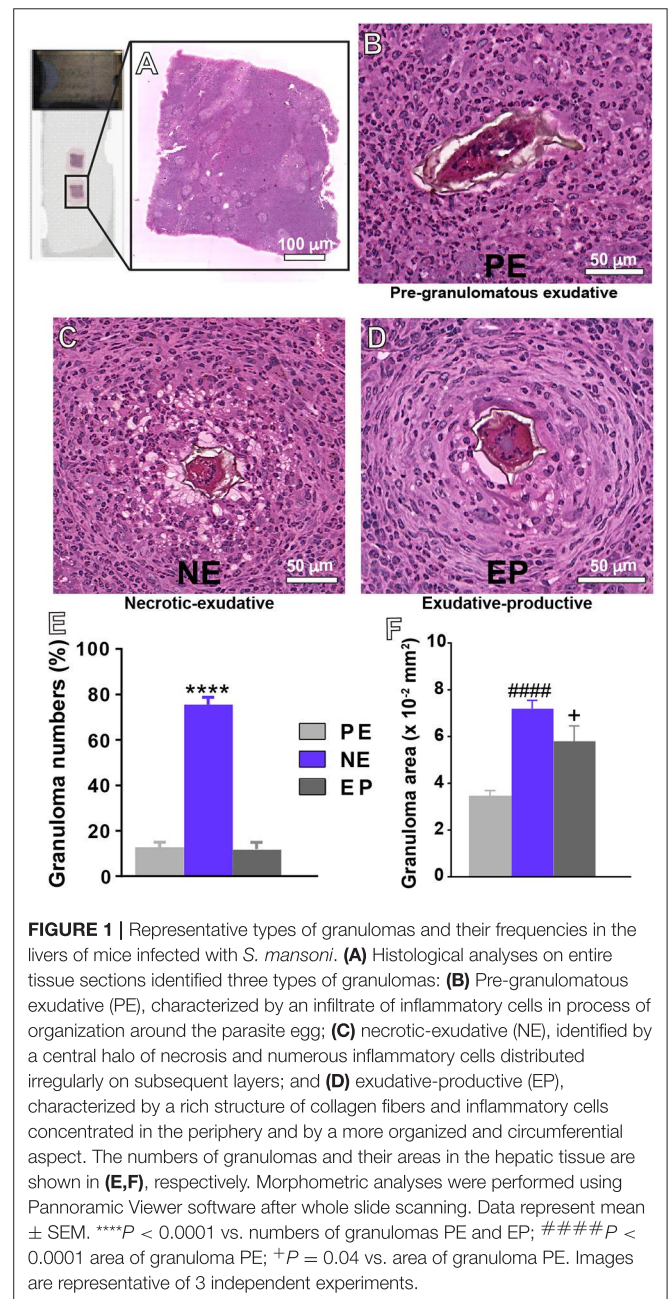 A
100 µm
B
PE
50 µm
Pre-granulomatous exudative
C
NE
50 µm
Necrotic-exudative
D
EP
50 µm
Exudative-productive
E
Granuloma numbers (%)
100
80
60
40
20
0
****
PE
NE
EP
F
Granuloma area (x 10⁻² mm²)
10
8
6
4
2
0
####
+
FIGURE 1 | Representative types of granulomas and their frequencies in the
livers of mice infected with S. mansoni. (A) Histological analyses on entire
tissue sections identified three types of granulomas: (B) Pre-granulomatous
exudative (PE), characterized by an infiltrate of inflammatory cells in process of
organization around the parasite egg; (C) necrotic-exudative (NE), identified by
a central halo of necrosis and numerous inflammatory cells distributed
irregularly on subsequent layers; and (D) exudative-productive (EP),
characterized by a rich structure of collagen fibers and inflammatory cells
concentrated in the periphery and by a more organized and circumferential
aspect. The numbers of granulomas and their areas in the hepatic tissue are
shown in (E,F), respectively. Morphometric analyses were performed using
Pannoramic Viewer software after whole slide scanning. Data represent mean
± SEM. ****P < 0.0001 vs. numbers of granulomas PE and EP; ####P <
0.0001 area of granuloma PE; +P = 0.04 vs. area of granuloma PE. Images
are representative of 3 independent experiments.